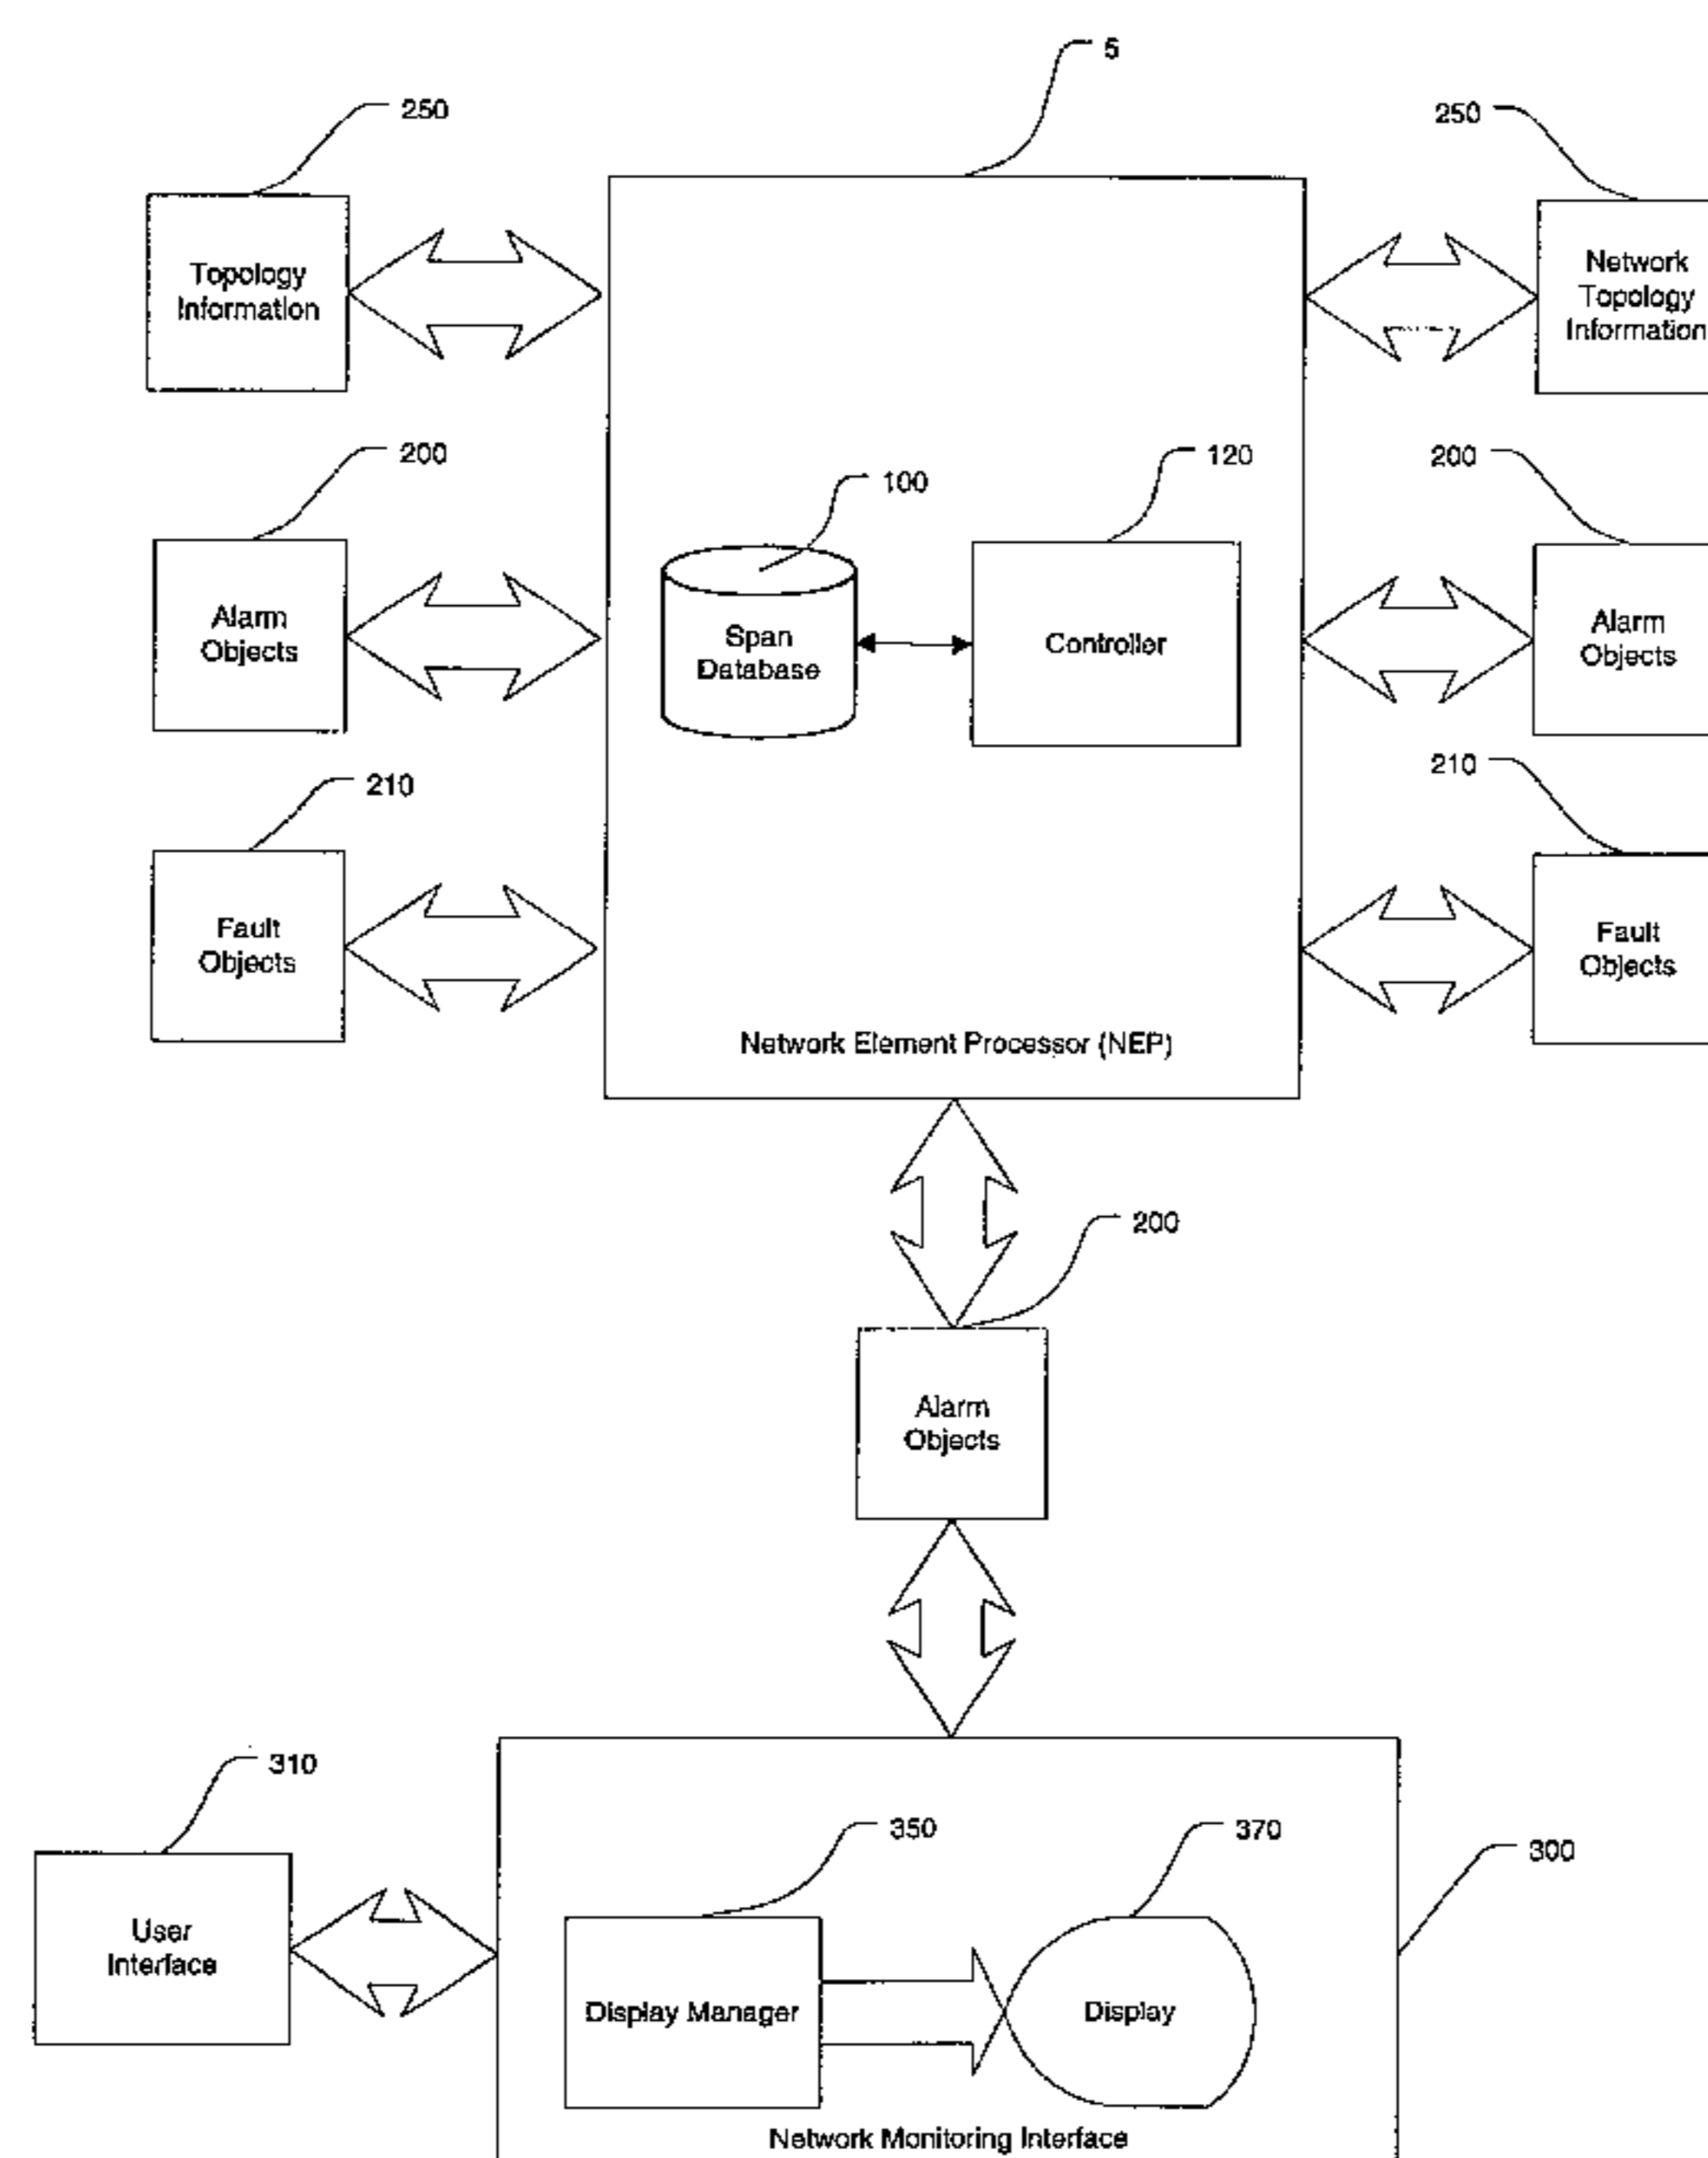 5
250
250
Topology
Information
Network
Topology
Information
200
100
120
200
Alarm
Objects
Span
Database
Controller
Alarm
Objects
210
210
Fault
Objects
Fault
Objects
Network Element Processor (NEP)
200
Alarm
Objects
310
350
370
300
User
Interface
Display Manager
Display
Network Monitoring Interface